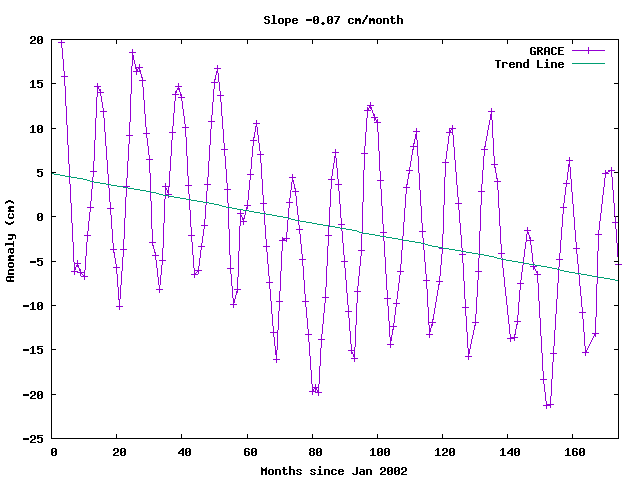 Slope -0.07 cm/month
GRACE
Trend Line
20
15
10
5
0
-5
-10
-15
-20
-25
Anomaly (cm)
0 20 40 60 80 100 120 140 160
Months since Jan 2002